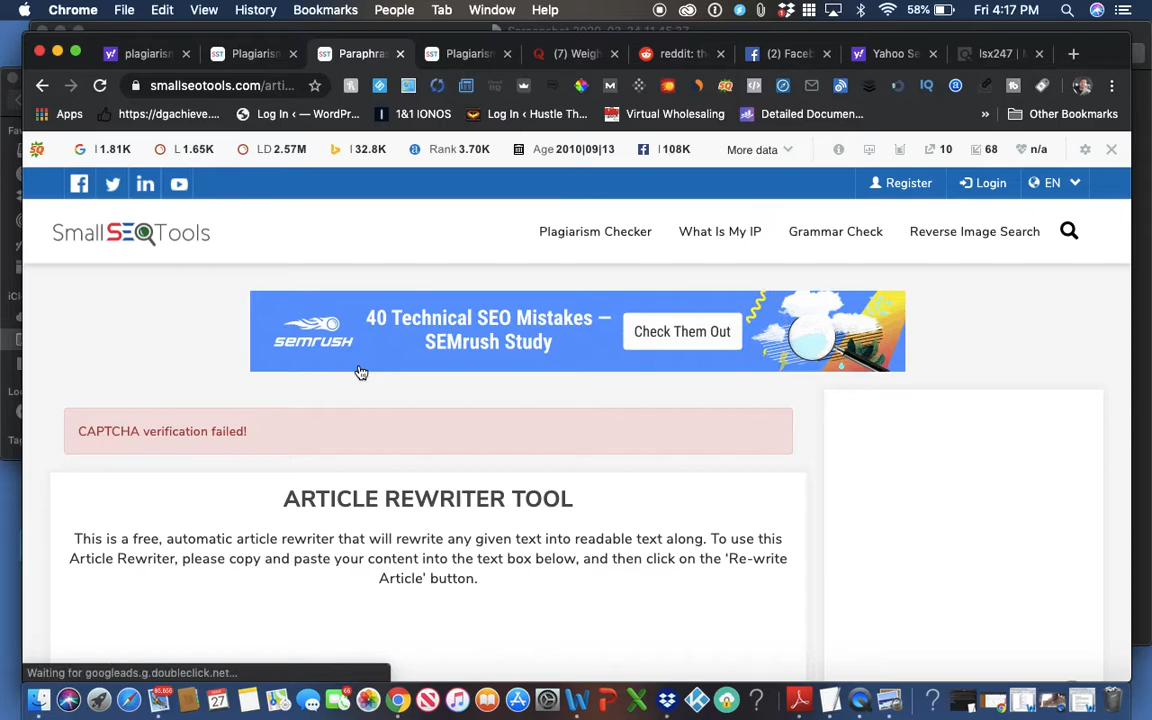 Chrome File Edit View History Bookmarks People Tab Window Help 58% Fri 4:17 PM
plagiarism Plagiarism Paraphras Plagiarism (7) Weigh reddit: the (2) Faceb Yahoo Se lsx247 | M
smallseotools.com/arti...
Apps https://dgachieve.... Log In ‹ — WordPr... 1&1 IONOS Log In ‹ Hustle Th... Virtual Wholesaling Detailed Documen... » Other Bookmarks
I 1.81K L 1.65K LD 2.57M I 32.8K Rank 3.70K Age 2010|09|13 I 108K More data 10 68 n/a
Register Login EN
SmallSEOTools Plagiarism Checker What Is My IP Grammar Check Reverse Image Search
40 Technical SEO Mistakes —
SEMrush Study
SEMRUSH
Check Them Out
CAPTCHA verification failed!
ARTICLE REWRITER TOOL
This is a free, automatic article rewriter that will rewrite any given text into readable text along. To use this
Article Rewriter, please copy and paste your content into the text box below, and then click on the 'Re-write
Article' button.
Waiting for googleads.g.doubleclick.net...